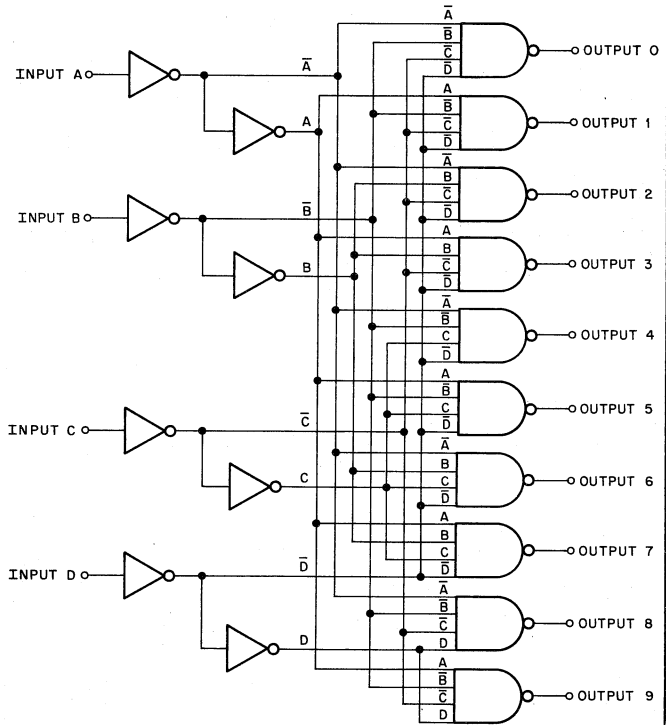 A̅
B̅
C̅
D̅
OUTPUT 0
INPUT A
A̅
A
A
B̅
C̅
D̅
OUTPUT 1
A̅
B
C̅
D̅
OUTPUT 2
INPUT B
B̅
B
A
B
C̅
D̅
OUTPUT 3
A̅
B̅
C
D̅
OUTPUT 4
A
B̅
C
D̅
OUTPUT 5
INPUT C
C̅
C
A̅
B
C
D̅
OUTPUT 6
A
B
C
D̅
OUTPUT 7
INPUT D
D̅
D
A̅
B̅
C̅
D
OUTPUT 8
A
B̅
C̅
D
OUTPUT 9